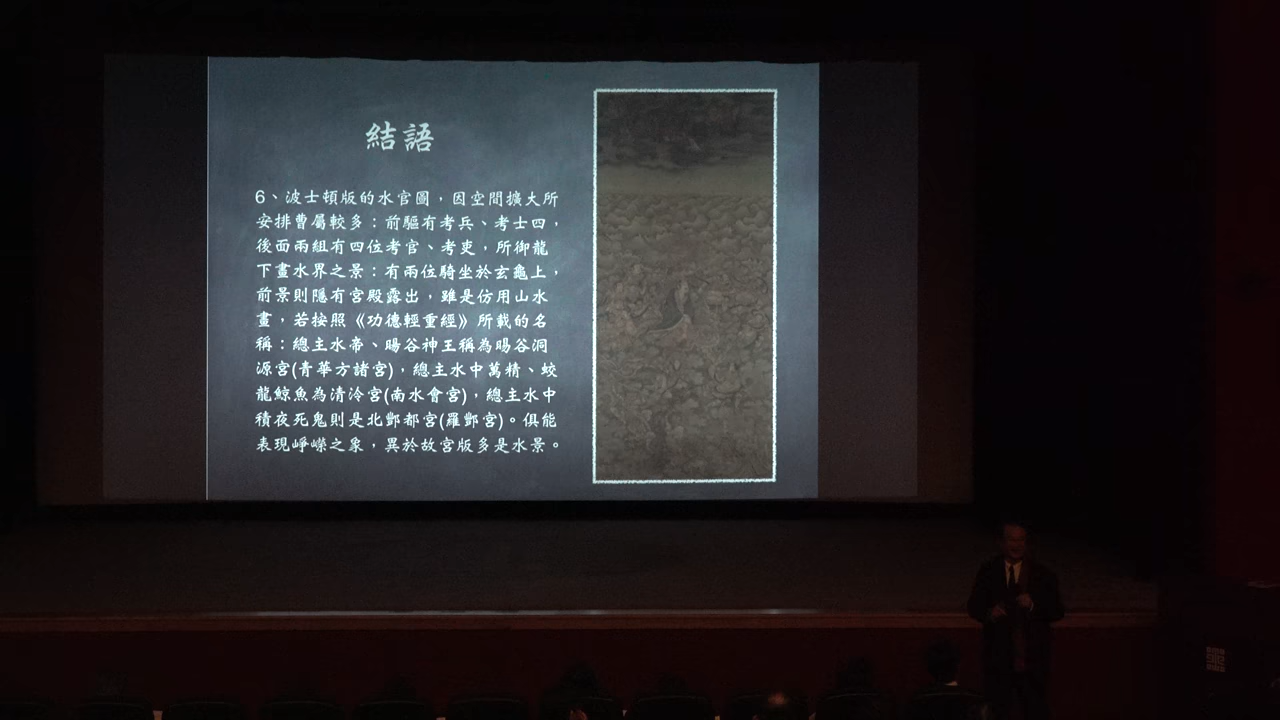 結語
6、波士頓版的水官圖，因空間擴大所
安排曹屬較多：前驅有考兵、考士四，
後面兩組有四位考官、考吏，所御龍
下畫水界之景：有兩位騎坐於玄龜上，
前景則隱有宮殿露出，雖是仿用山水
畫，若按照《功德輕重經》所載的名
稱：總主水帝、暘谷神王稱為暘谷洞
源宮(青華方諸宮)，總主水中萬精、蛟
龍鯨魚為清泠宮(南水會宮)，總主水中
積夜死鬼則是北酆都宮(羅酆宮)。俱能
表現崢嶸之象，異於故宮版多是水景。